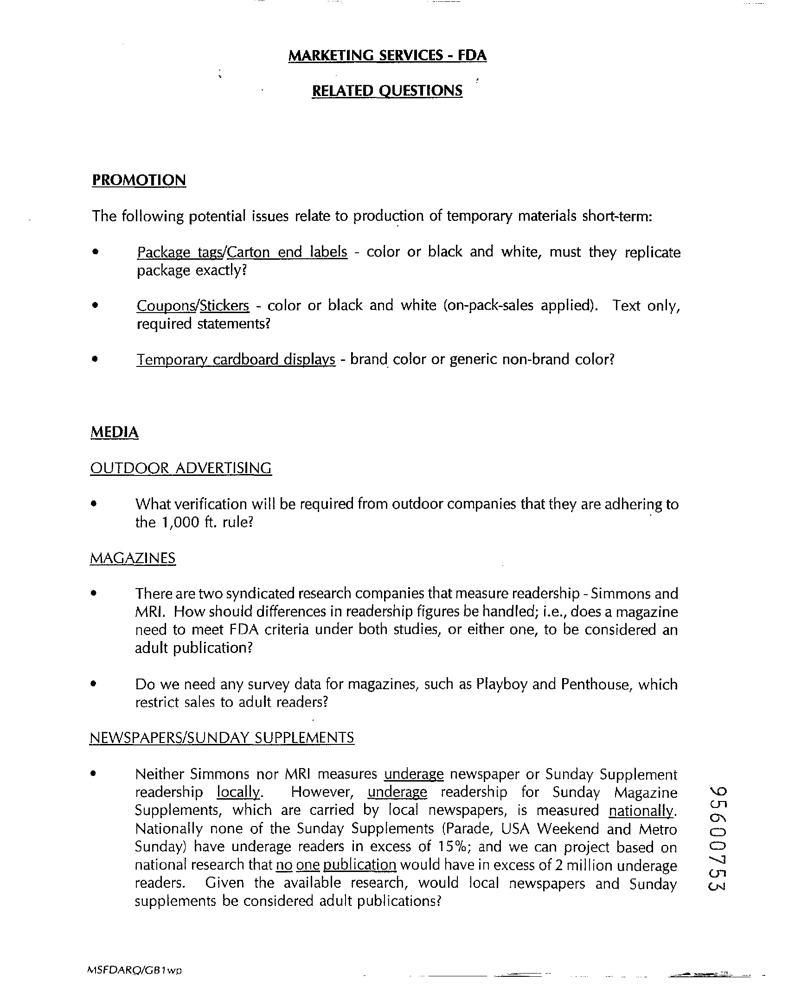 MARKETING SERVICES - FDA
RELATED QUESTIONS
PROMOTION
The following potential issues relate to production of temporary materials short-term:
• Package tags/Carton end labels - color or black and white, must they replicate
package exactly?
• Coupons/Stickers - color or black and white (on-pack-sales applied). Text only,
required statements?
• Temporary cardboard displays - brand color or generic non-brand color?
MEDIA
OUTDOOR ADVERTISING
• What verification will be required from outdoor companies that they are adhering to
the 1,000 ft. rule?
MAGAZINES
• There are two syndicated research companies that measure readership - Simmons and
MRI. How should differences in readership figures be handled; i.e., does a magazine
need to meet FDA criteria under both studies, or either one, to be considered an
adult publication?
• Do we need any survey data for magazines, such as Playboy and Penthouse, which
restrict sales to adult readers?
NEWSPAPERS/SUNDAY SUPPLEMENTS
• Neither Simmons nor MRI measures underage newspaper or Sunday Supplement
readership locally. However, underage readership for Sunday Magazine
Supplements, which are carried by local newspapers, is measured nationally.
Nationally none of the Sunday Supplements (Parade, USA Weekend and Metro
Sunday) have underage readers in excess of 15%; and we can project based on
national research that no one publication would have in excess of 2 million underage
readers. Given the available research, would local newspapers and Sunday
supplements be considered adult publications?
95600753
MSFDARQ/GB1wp